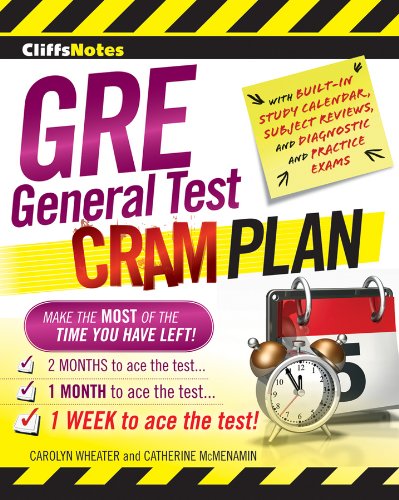 CliffsNotes
GRE
General Test
CRAM PLAN
WITH BUILT-IN
STUDY CALENDAR,
SUBJECT REVIEWS,
AND DIAGNOSTIC
AND PRACTICE
EXAMS
MAKE THE MOST OF THE
TIME YOU HAVE LEFT!
2 MONTHS to ace the test...
1 MONTH to ace the test...
1 WEEK to ace the test!
CAROLYN WHEATER and CATHERINE McMENAMIN